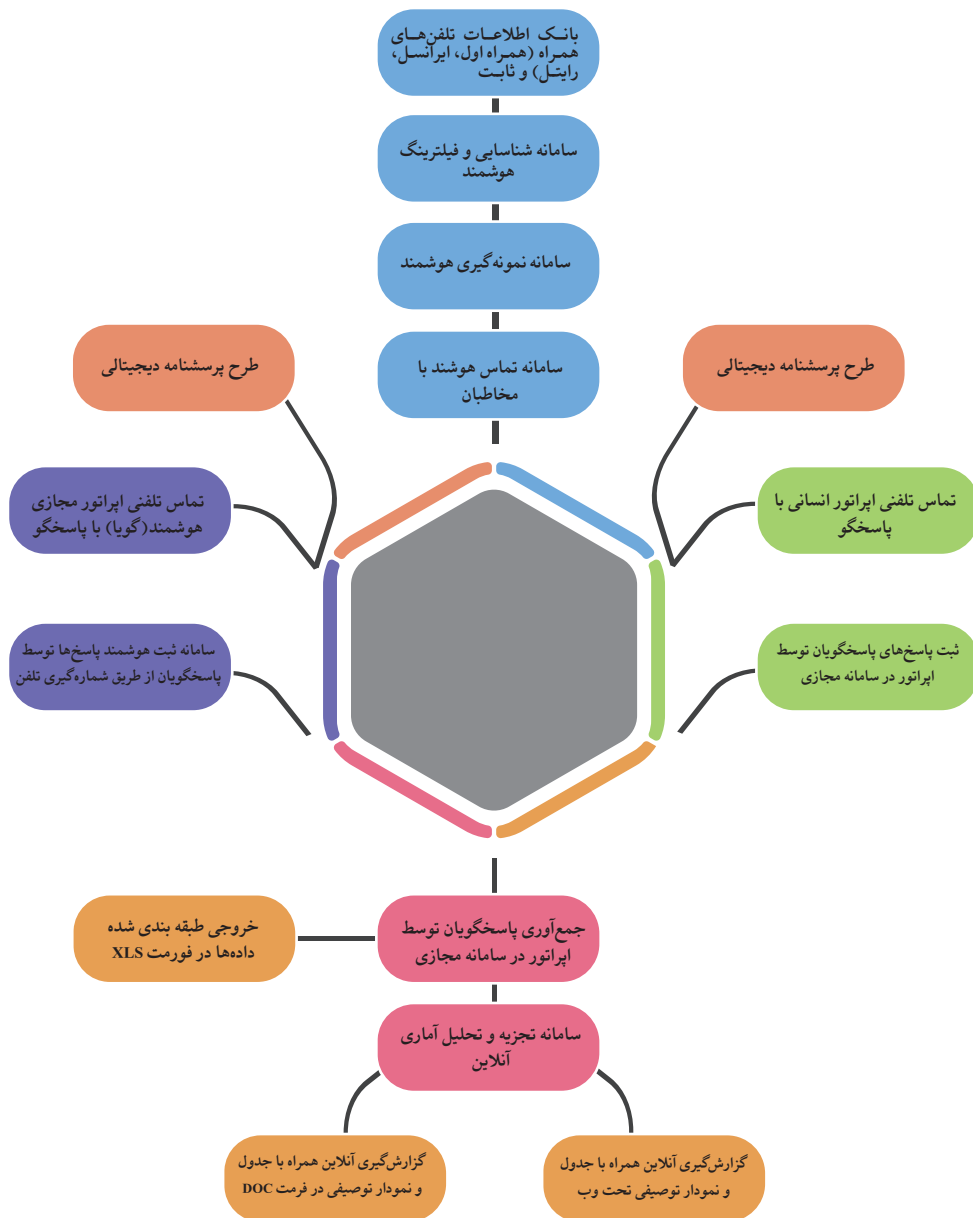 بانک اطلاعات تلفن‌های
همراه (همراه اول، ایرانسل،
رایتل) و ثابت
سامانه شناسایی و فیلترینگ
هوشمند
سامانه نمونه‌گیری هوشمند
سامانه تماس هوشند با
مخاطبان
طرح پرسشنامه دیجیتالی
طرح پرسشنامه دیجیتالی
تماس تلفنی اپراتور انسانی با
پاسخگو
تماس تلفنی اپراتور مجازی
هوشمند(گویا) با پاسخگو
ثبت پاسخ‌های پاسخگویان توسط
اپراتور در سامانه مجازی
سامانه ثبت هوشمند پاسخ‌ها توسط
پاسخگویان از طریق شماره‌گیری تلفن
جمع‌آوری پاسخگویان توسط
اپراتور در سامانه مجازی
خروجی طبقه بندی شده
داده‌ها در فورمت XLS
سامانه تجزیه و تحلیل آماری
آنلاین
گزارش‌گیری آنلاین همراه با جدول
و نمودار توصیفی تحت وب
گزارش‌گیری آنلاین همراه با جدول
و نمودار توصیفی در فرمت DOC